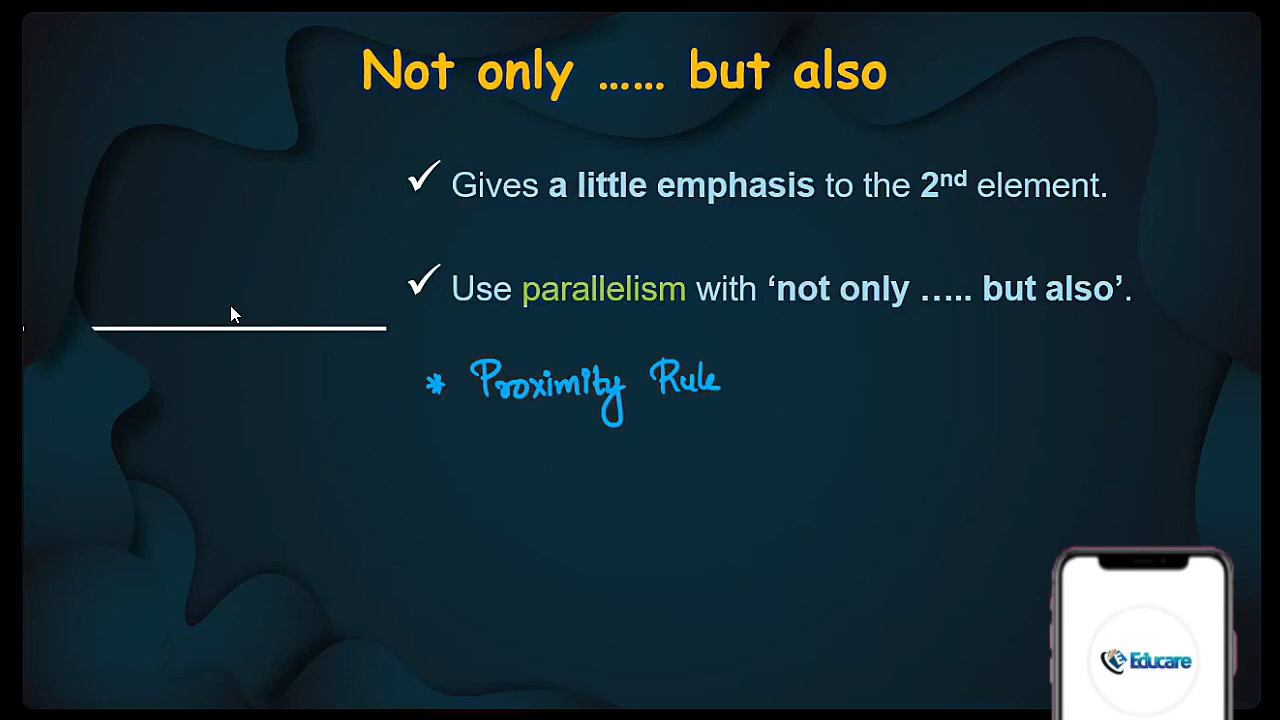 Not only ...... but also
✓ Gives a little emphasis to the 2nd element.
✓ Use parallelism with ‘not only ….. but also’.
* Proximity Rule
Educare